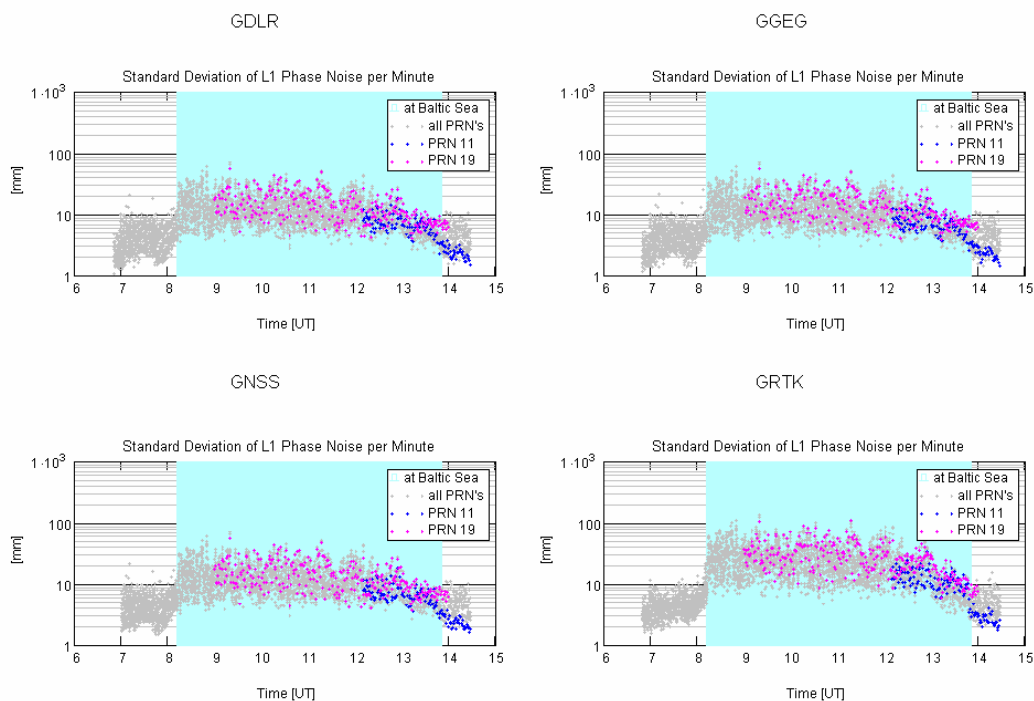 GDLR
Standard Deviation of L1 Phase Noise per Minute
1·10³
100
10
1
[mm]
at Baltic Sea
all PRN's
PRN 11
PRN 19
6 7 8 9 10 11 12 13 14 15
Time [UT]
GGEG
Standard Deviation of L1 Phase Noise per Minute
1·10³
100
10
1
[mm]
at Baltic Sea
all PRN's
PRN 11
PRN 19
6 7 8 9 10 11 12 13 14 15
Time [UT]
GNSS
Standard Deviation of L1 Phase Noise per Minute
1·10³
100
10
1
[mm]
at Baltic Sea
all PRN's
PRN 11
PRN 19
6 7 8 9 10 11 12 13 14 15
Time [UT]
GRTK
Standard Deviation of L1 Phase Noise per Minute
1·10³
100
10
1
[mm]
at Baltic Sea
all PRN's
PRN 11
PRN 19
6 7 8 9 10 11 12 13 14 15
Time [UT]